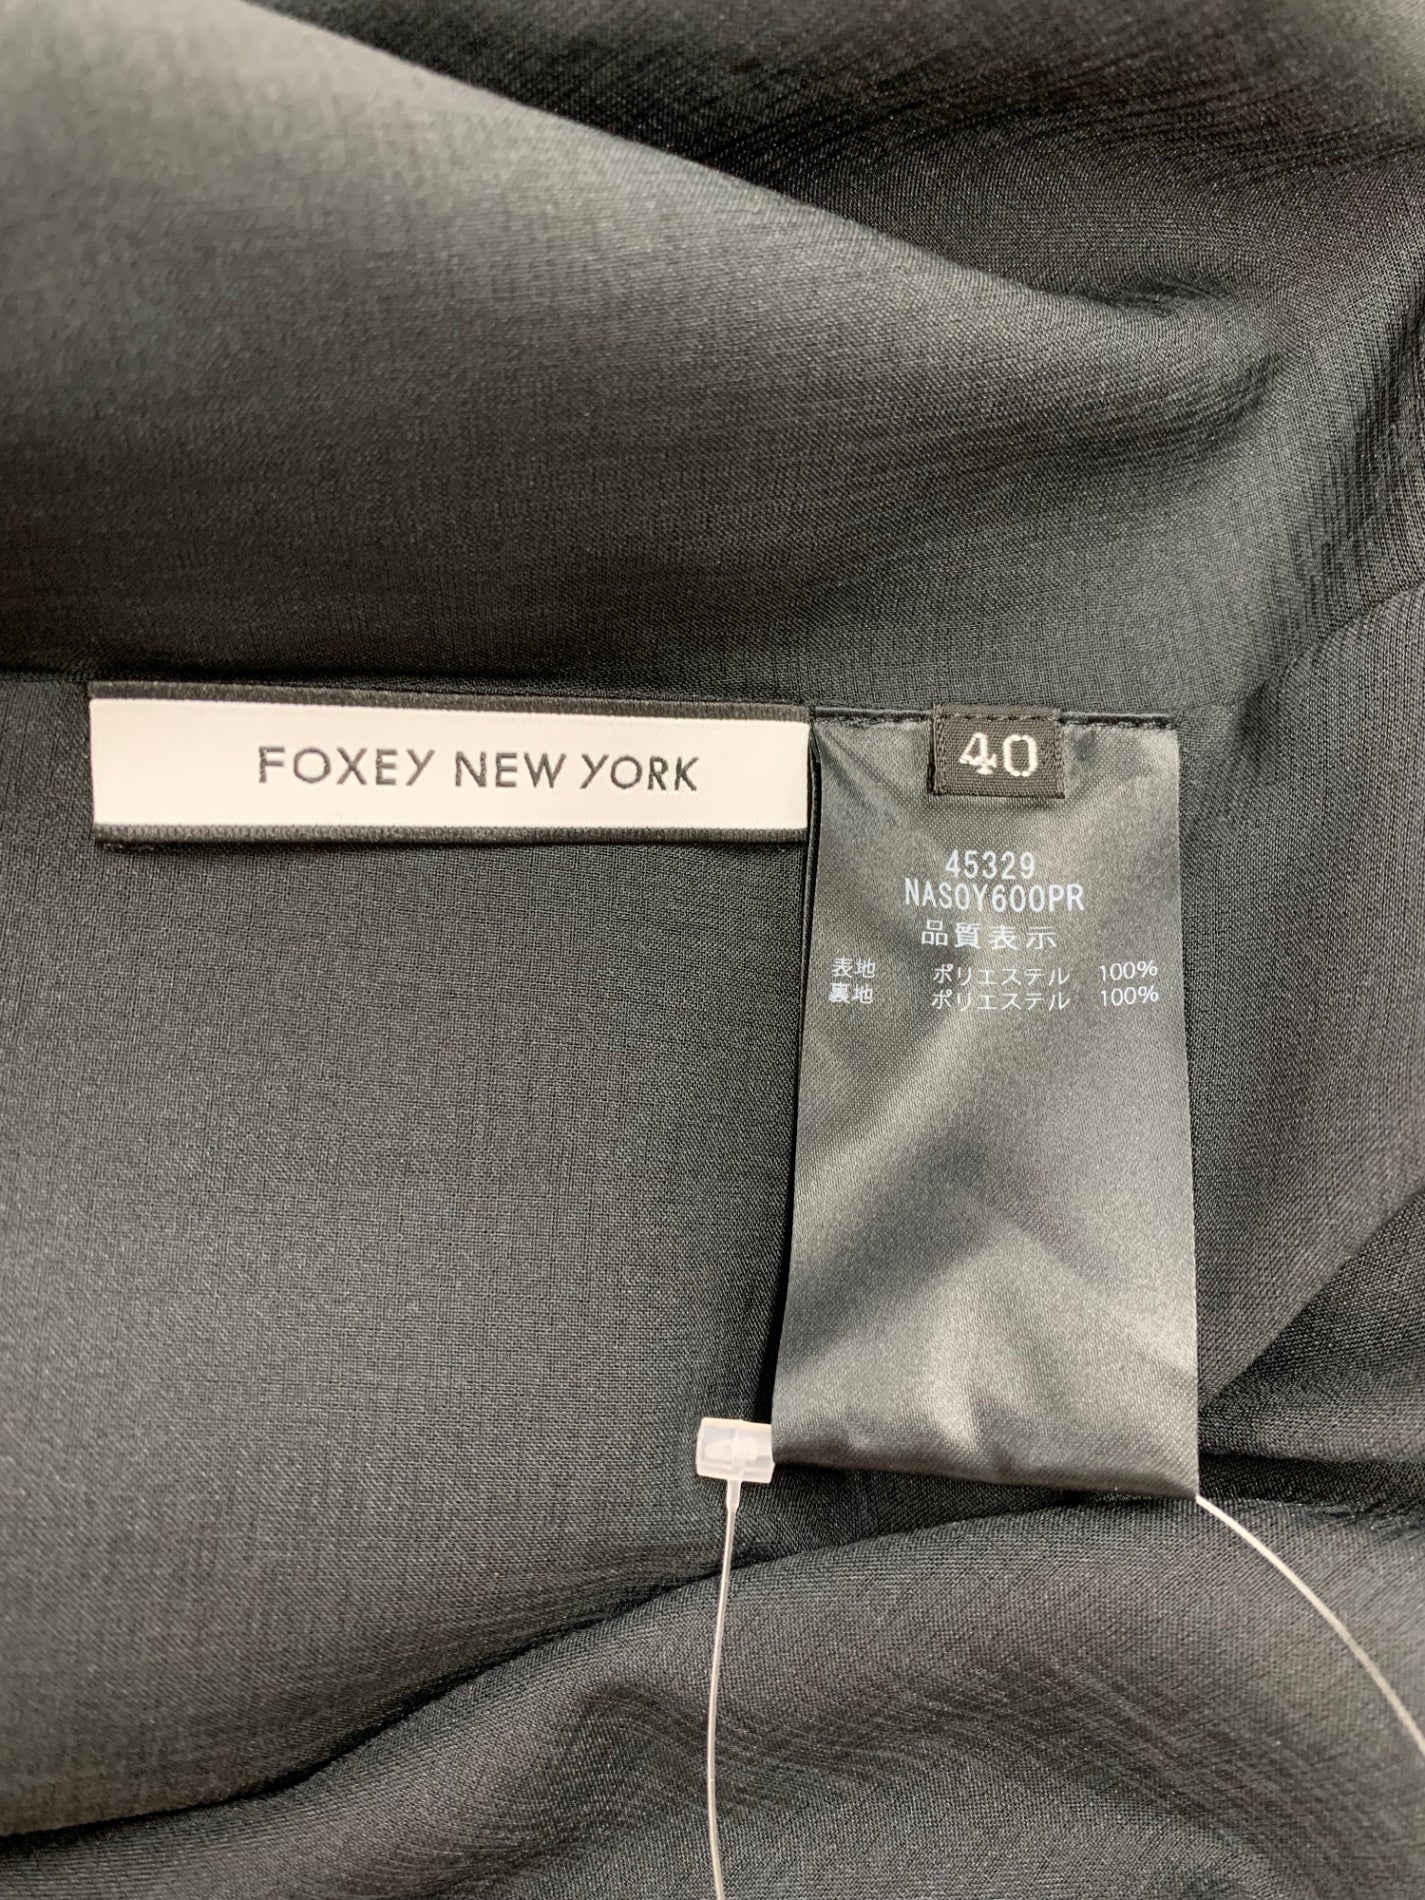 FOXEY NEW YORK
40
45329
NASOY600PR
品質表示
表地 ポリエステル 100%
裏地 ポリエステル 100%